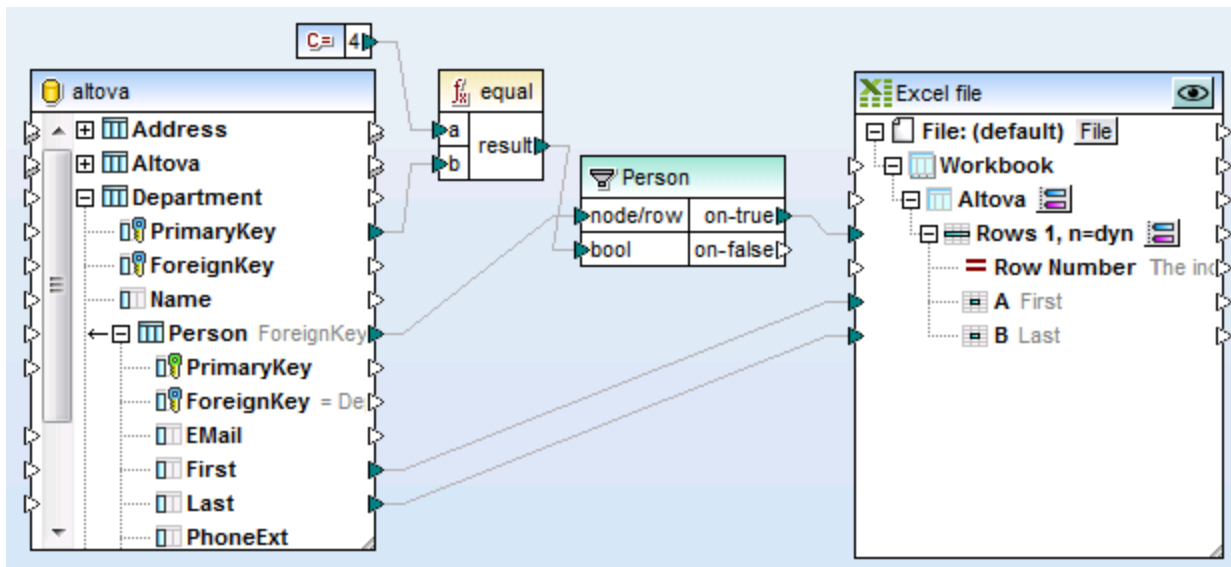 C= 4
altova
Address
Altova
Department
PrimaryKey
ForeignKey
Name
Person ForeignKey
PrimaryKey
ForeignKey = De
EMail
First
Last
PhoneExt
fx equal
a
b
result
Person
node/row on-true
bool on-false
Excel file
File: (default) File
Workbook
Altova
Rows 1, n=dyn
Row Number The inc
A First
B Last